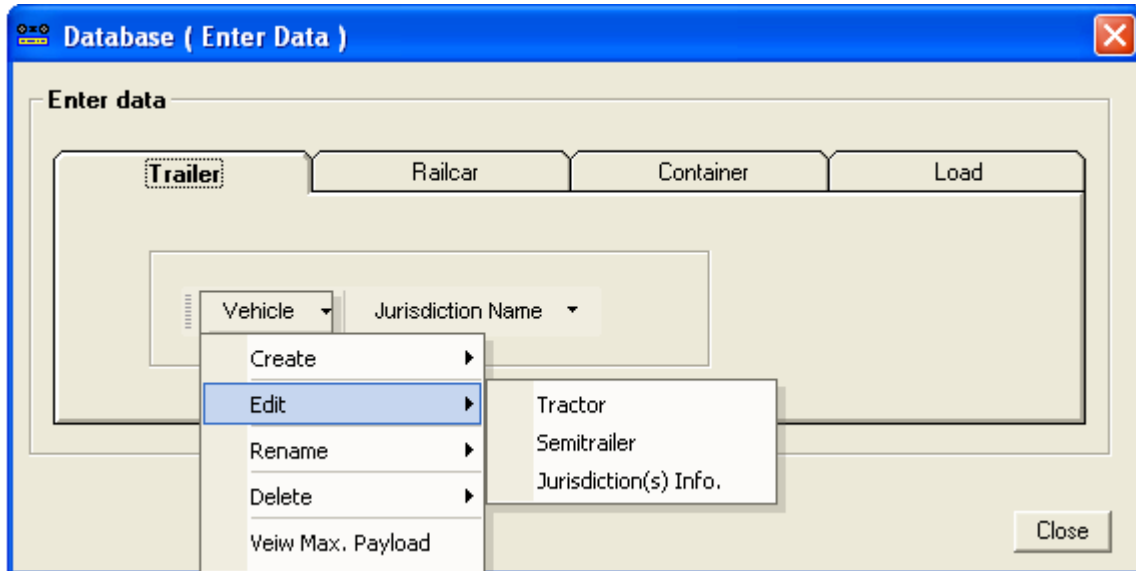 Database ( Enter Data )
Enter data
Trailer Railcar Container Load
Vehicle Jurisdiction Name
Create
Edit Tractor
Semitrailer
Rename
Jurisdiction(s) Info.
Delete
Veiw Max. Payload
Close